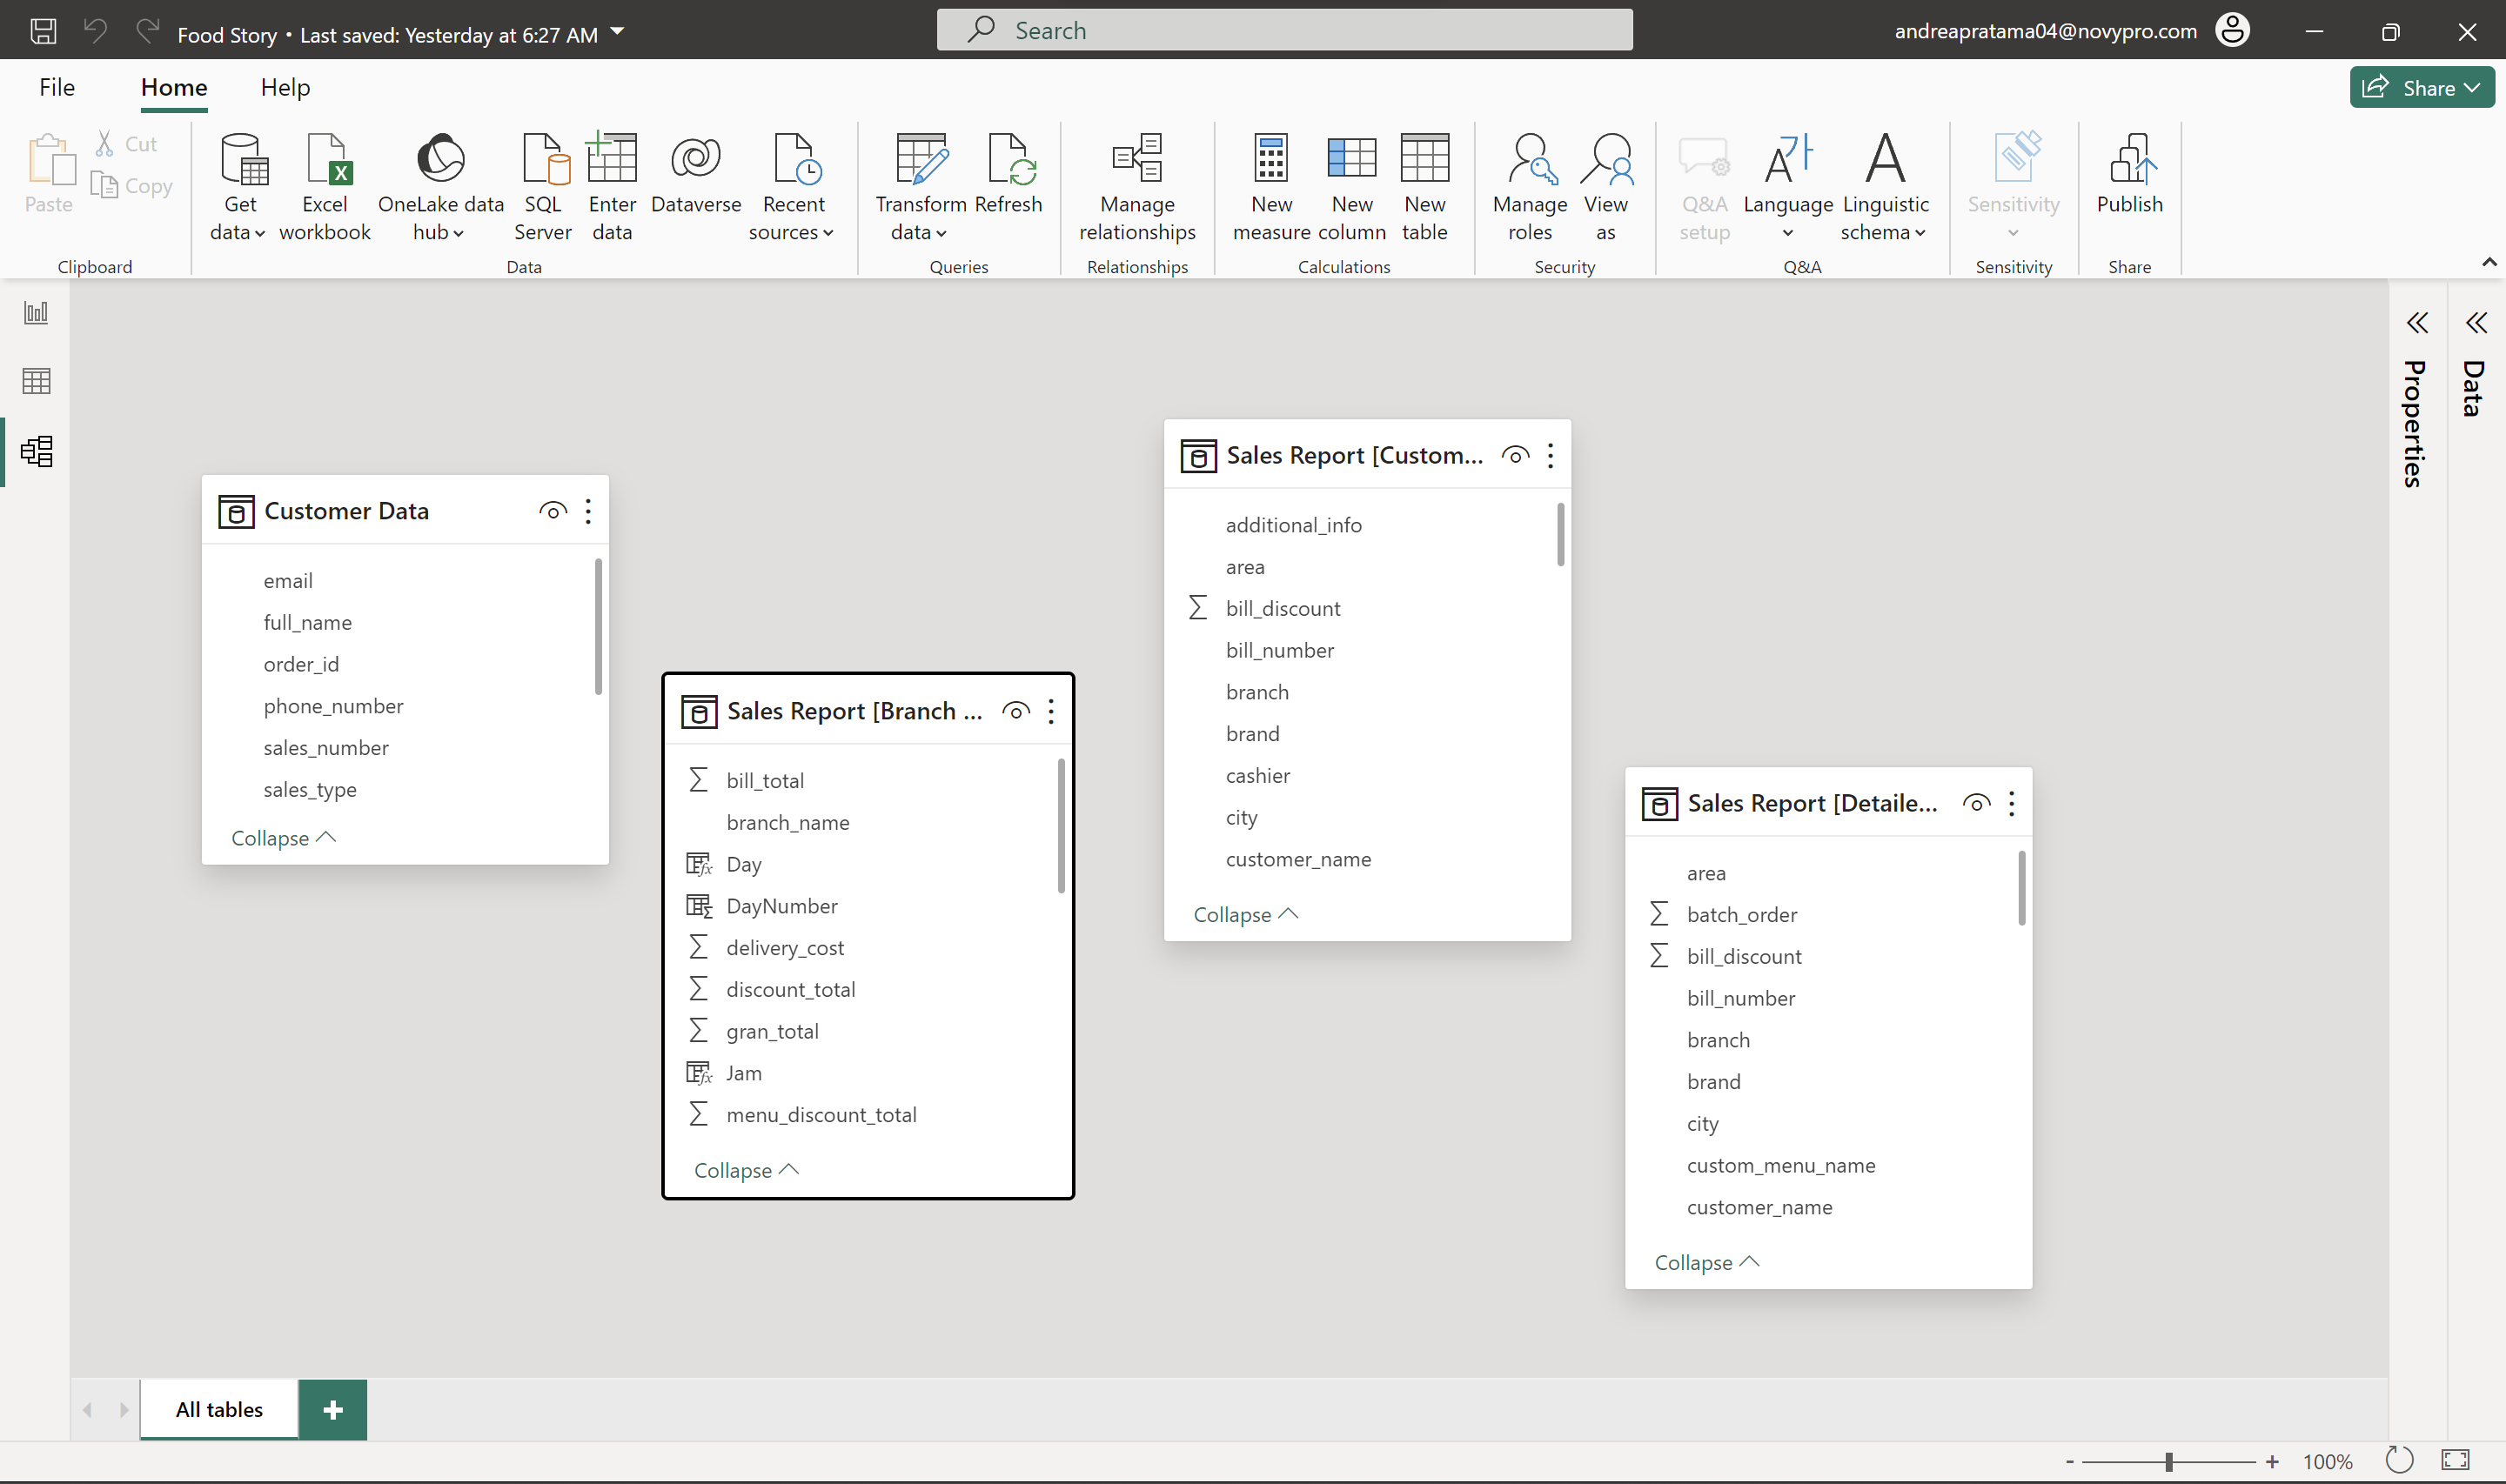 Food Story • Last saved: Yesterday at 6:27 AM
Search
andreapratama04@novypro.com
File
Home
Help
Share
Paste
Cut
Copy
Clipboard
Get data
Excel workbook
OneLake data hub
SQL Server
Enter data
Dataverse
Recent sources
Data
Transform data
Refresh
Queries
Manage relationships
Relationships
New measure
New column
New table
Calculations
Manage roles
View as
Security
Q&A setup
Language
Linguistic schema
Q&A
Sensitivity
Sensitivity
Publish
Share
Customer Data
email
full_name
order_id
phone_number
sales_number
sales_type
Collapse
Sales Report [Branch ...
bill_total
branch_name
Day
DayNumber
delivery_cost
discount_total
gran_total
Jam
menu_discount_total
Collapse
Sales Report [Custom...
additional_info
area
bill_discount
bill_number
branch
brand
cashier
city
customer_name
Collapse
Sales Report [Detaile...
area
batch_order
bill_discount
bill_number
branch
brand
city
custom_menu_name
customer_name
Collapse
Properties
Data
All tables
+
- + 100%